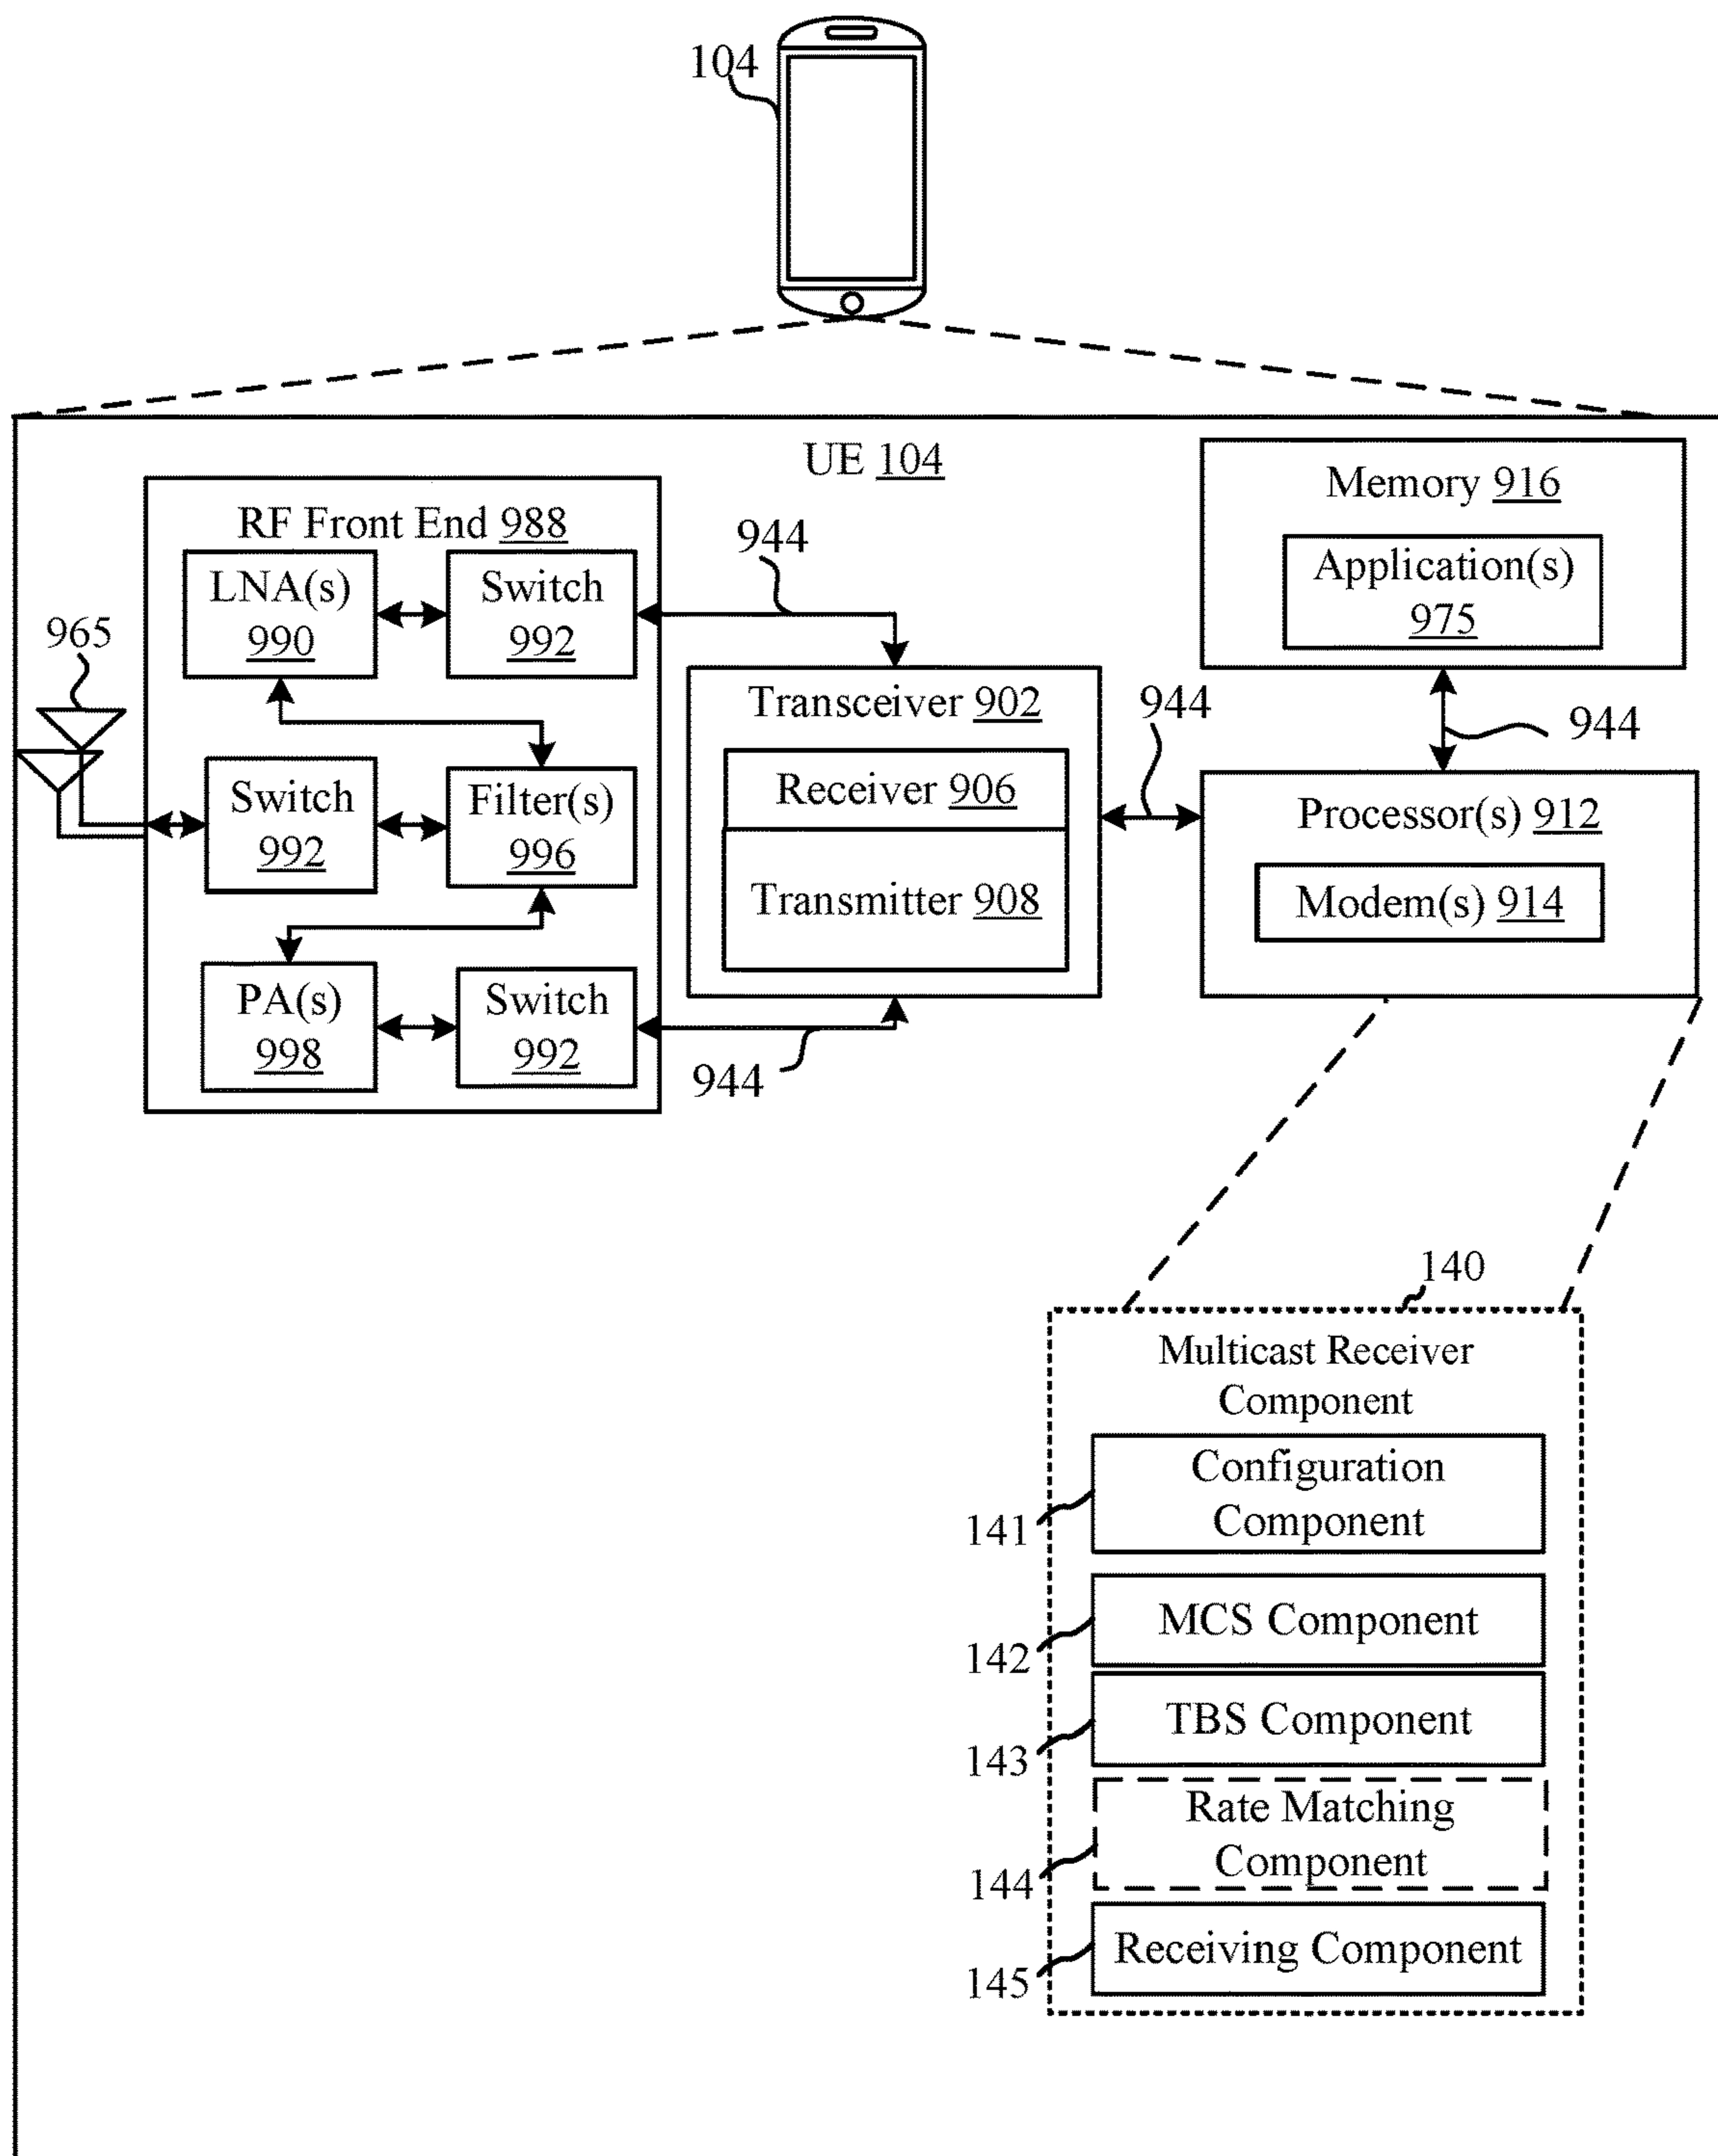 104
UE 104
RF Front End 988
LNA(s)
990
Switch
992
944
965
Switch
992
Filter(s)
996
PA(s)
998
Switch
992
944
Transceiver 902
Receiver 906
Transmitter 908
944
Memory 916
Application(s)
975
944
Processor(s) 912
Modem(s) 914
140
Multicast Receiver
Component
Configuration
Component
141
MCS Component
142
TBS Component
143
Rate Matching
Component
144
Receiving Component
145